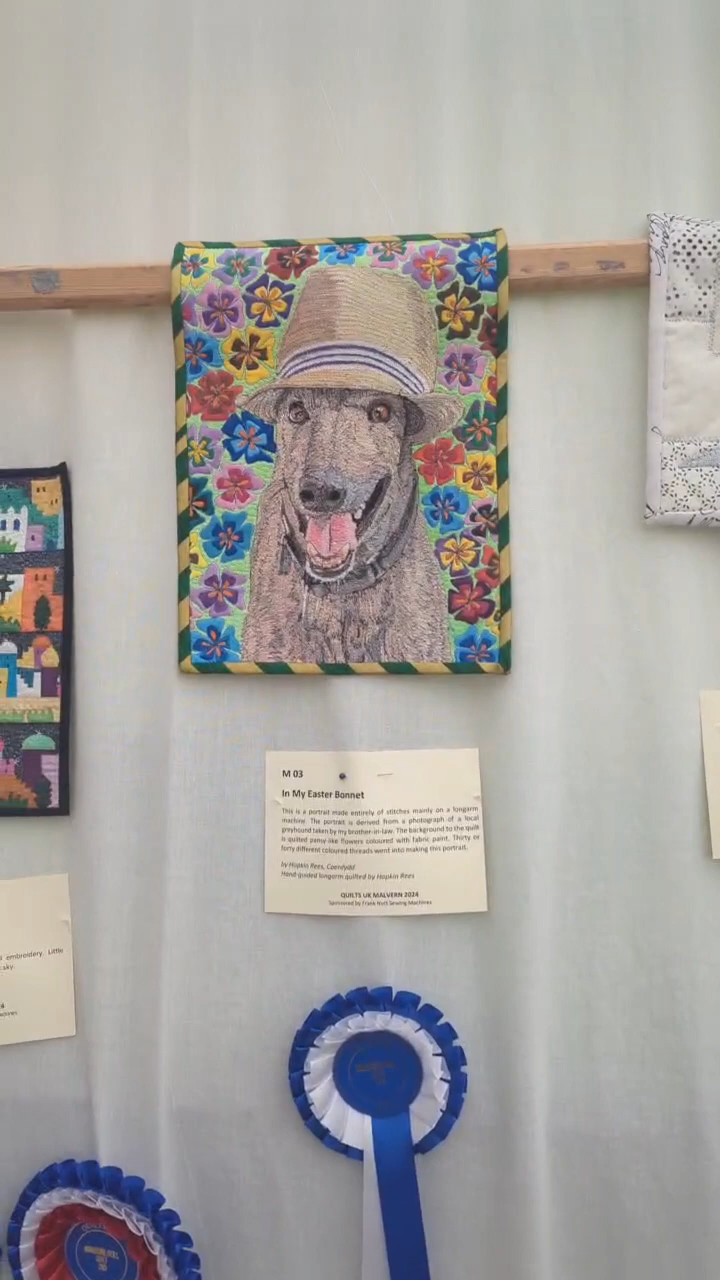 M 03
In My Easter Bonnet
This is a portrait made entirely of stitches mainly on a longarm
machine. The portrait is derived from a photograph of a local
greyhound taken by my brother-in-law. The background to the quilt
is quilted pansy-like flowers coloured with fabric paint. Thirty or
forty different coloured threads went into making this portrait.
by Hopkin Rees, Coendydd
Hand-guided longarm quilted by Hopkin Rees
QUILTS UK MALVERN 2024
Sponsored by Frank Nutt Sewing Machines
embroidery. Little
sky.